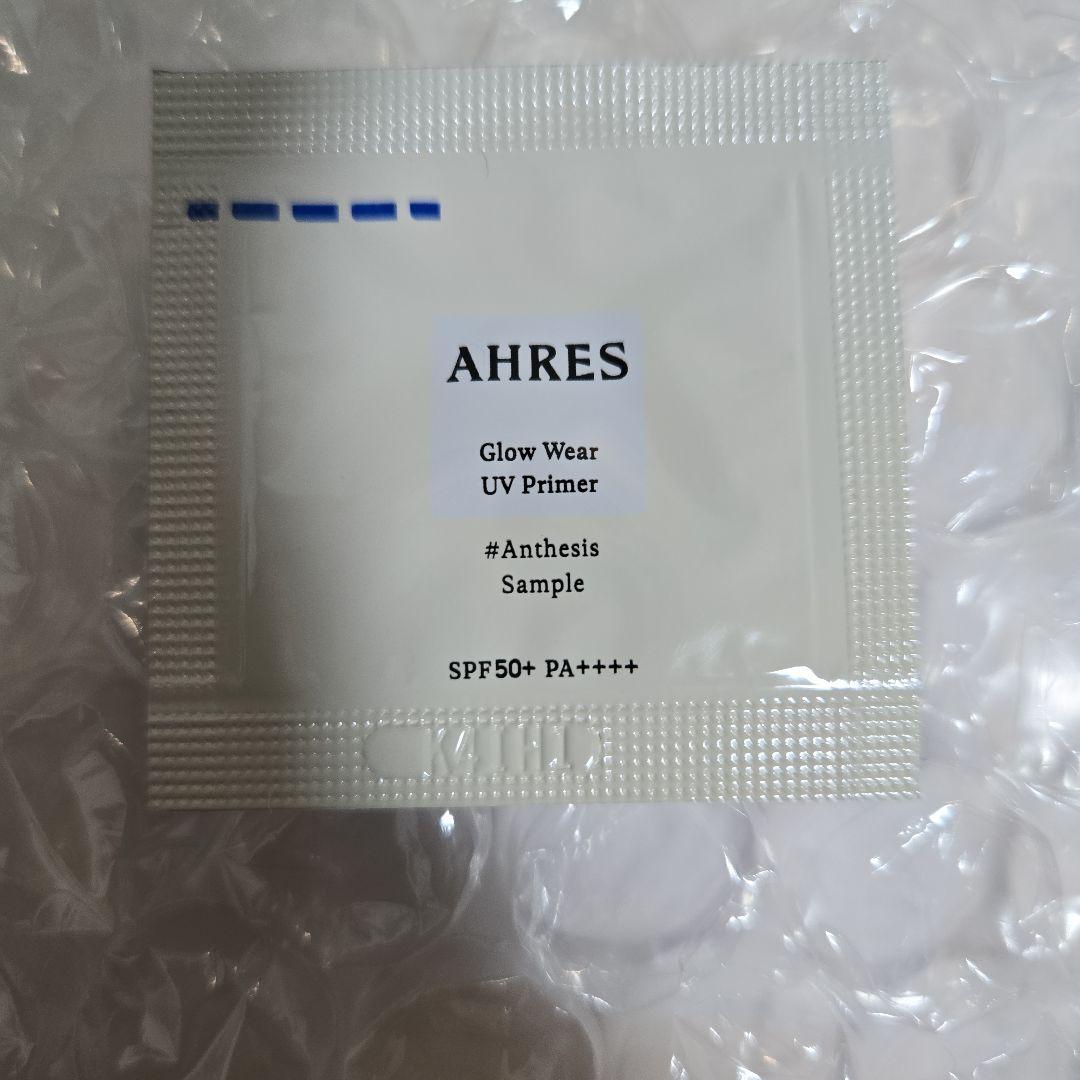 AHRES
Glow Wear
UV Primer
#Anthesis
Sample
SPF50+ PA++++